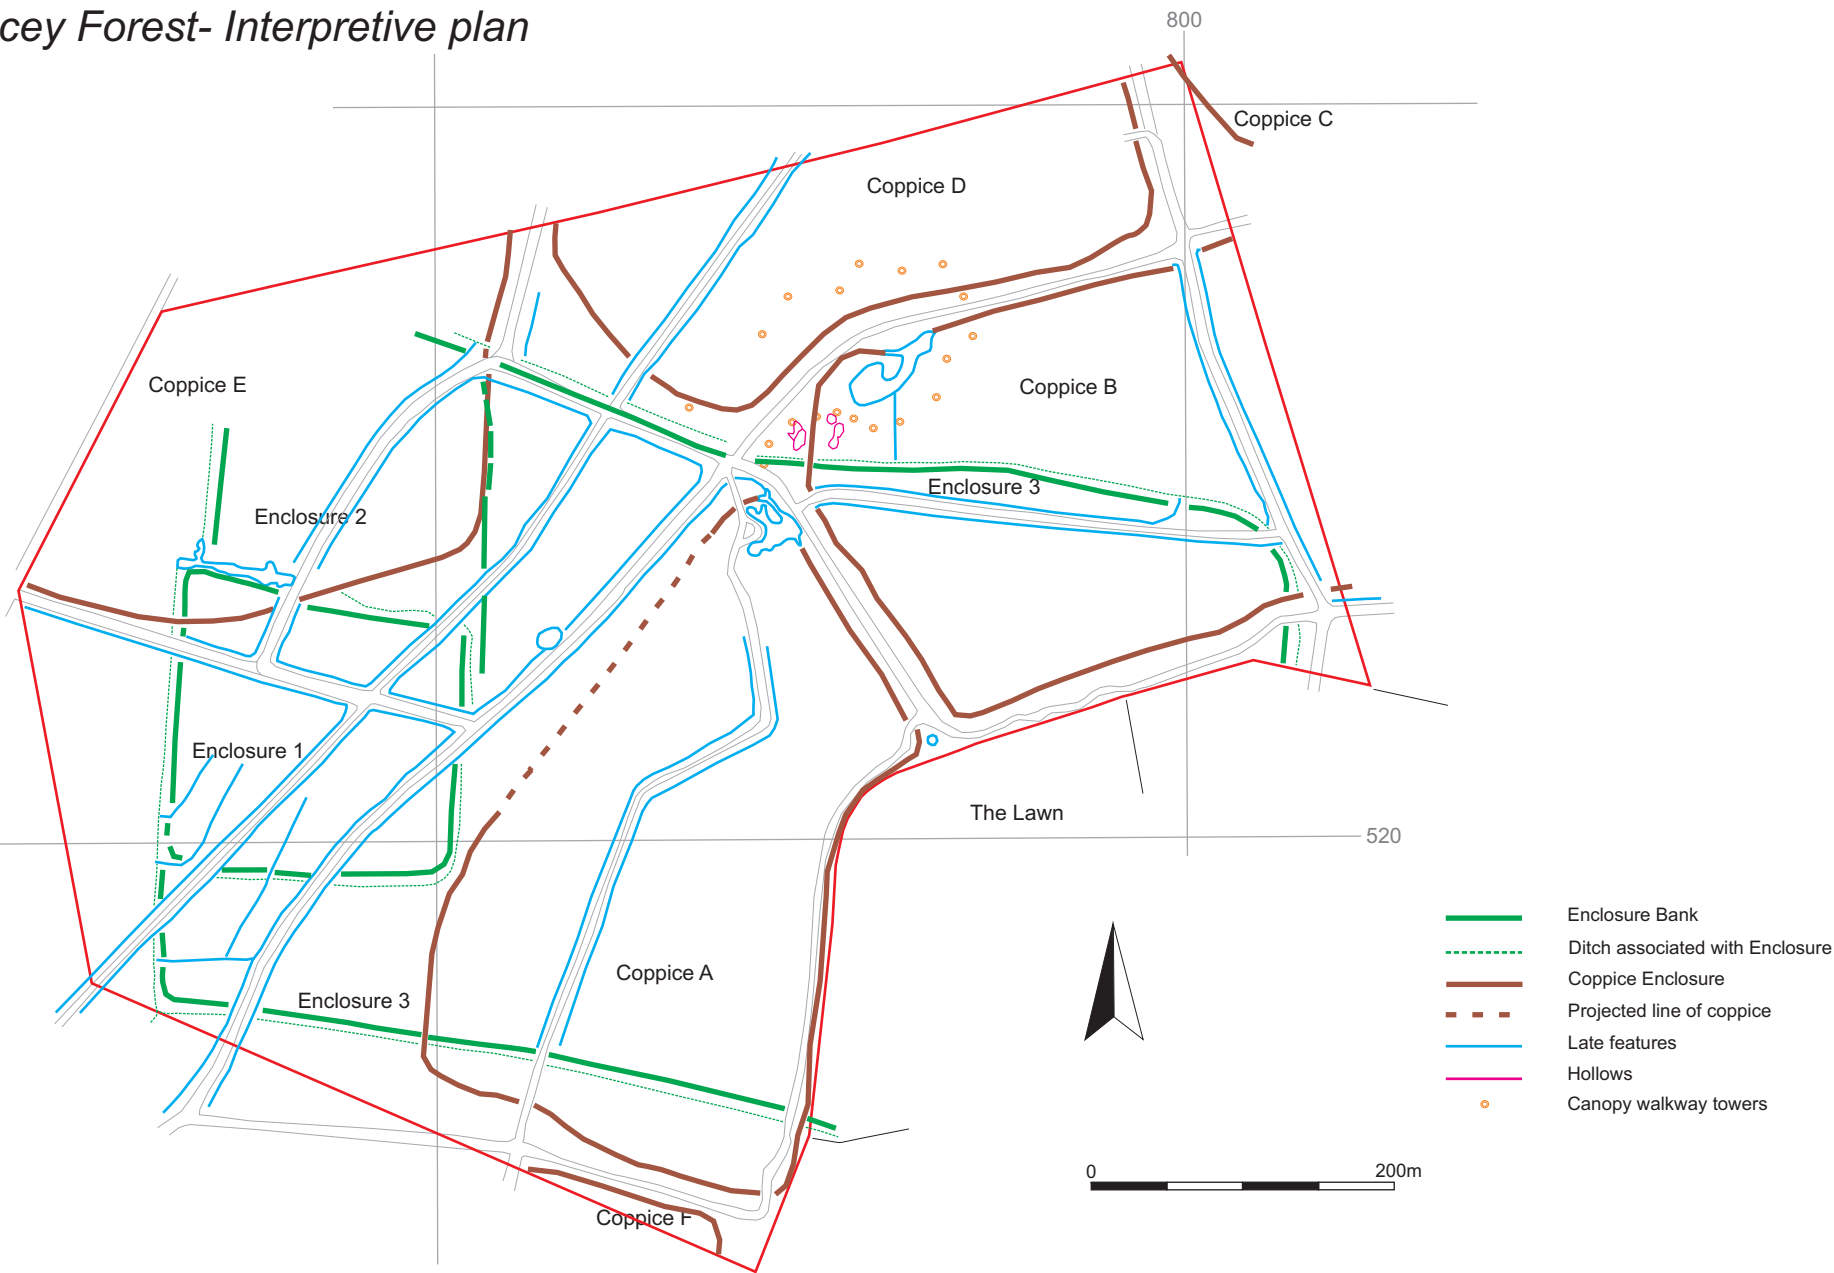 cey Forest- Interpretive plan
800
Coppice C
Coppice D
Coppice E
Coppice B
Enclosure 3
Enclosure 2
Enclosure 1
The Lawn
520
Coppice A
Enclosure 3
Coppice F
Enclosure Bank
Ditch associated with Enclosure
Coppice Enclosure
Projected line of coppice
Late features
Hollows
Canopy walkway towers
0 200m